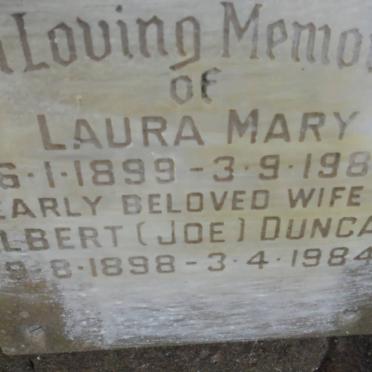 n Loving Memo
of
LAURA MARY
6·1·1899 - 3·9·198
EARLY BELOVED WIFE
LBERT (JOE) DUNCA
9·8·1898 - 3·4·1984